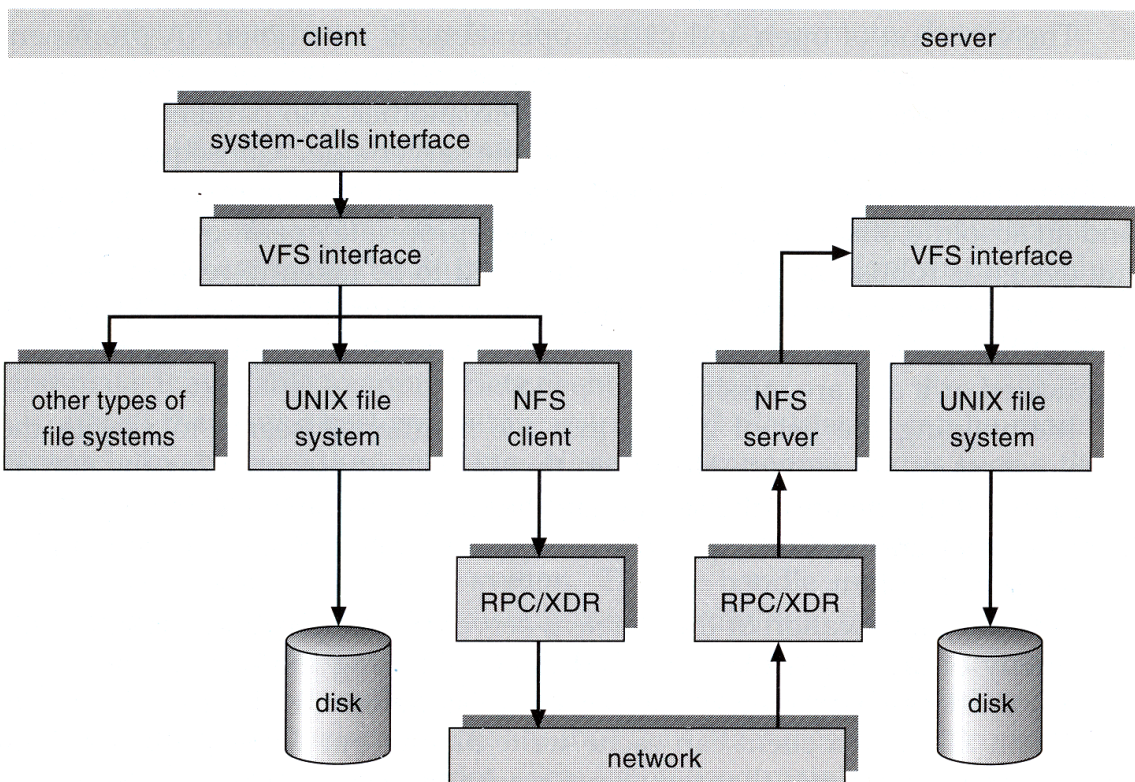 client
server
system-calls interface
VFS interface
VFS interface
other types of
file systems
UNIX file
system
NFS
client
NFS
server
UNIX file
system
RPC/XDR
RPC/XDR
disk
disk
network